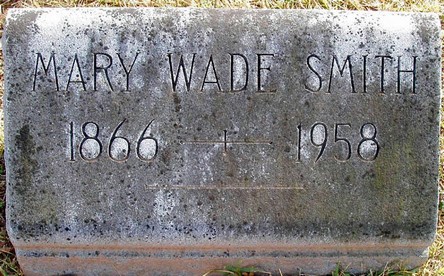 MARY WADE SMITH
1866 — + — 1958